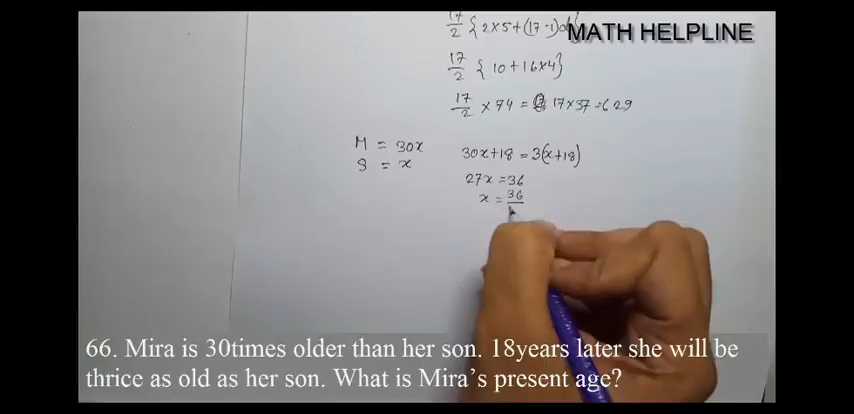 17/2 { 2×5+(17-1)
MATH HELPLINE
17/2 { 10+16×4}
17/2 × 74 = 17×37 = 629
M = 30x
S = x
30x+18 = 3(x+18)
27x = 36
x = 36
66. Mira is 30times older than her son. 18years later she will be
thrice as old as her son. What is Mira's present age?